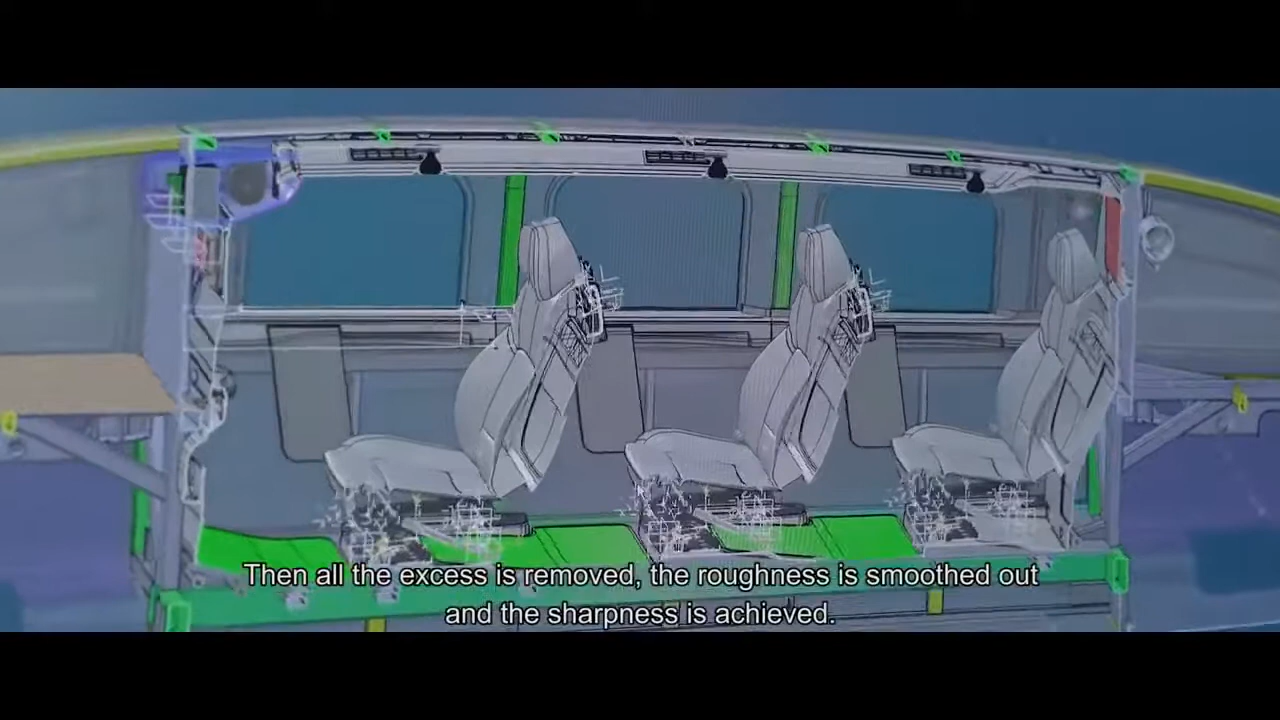 Then all the excess is removed, the roughness is smoothed out
and the sharpness is achieved.